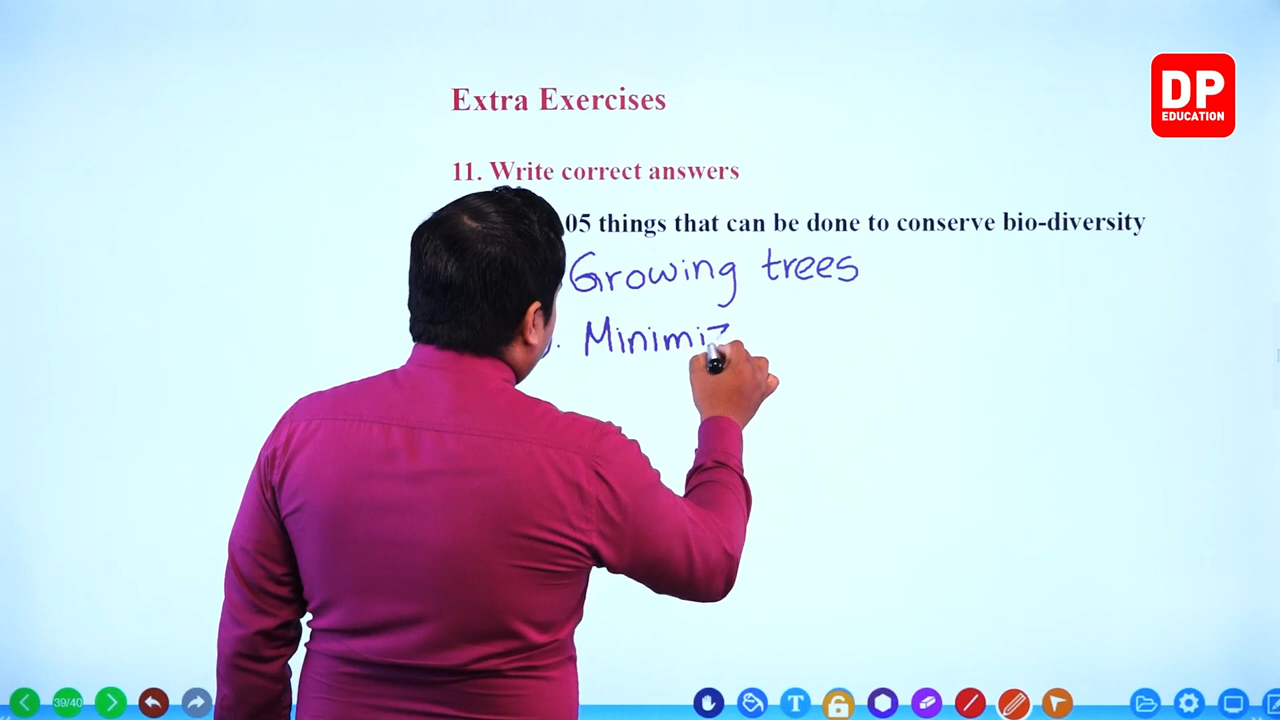 DP
EDUCATION
Extra Exercises
11. Write correct answers
05 things that can be done to conserve bio-diversity
Growing trees
Minimiz
39/40
T